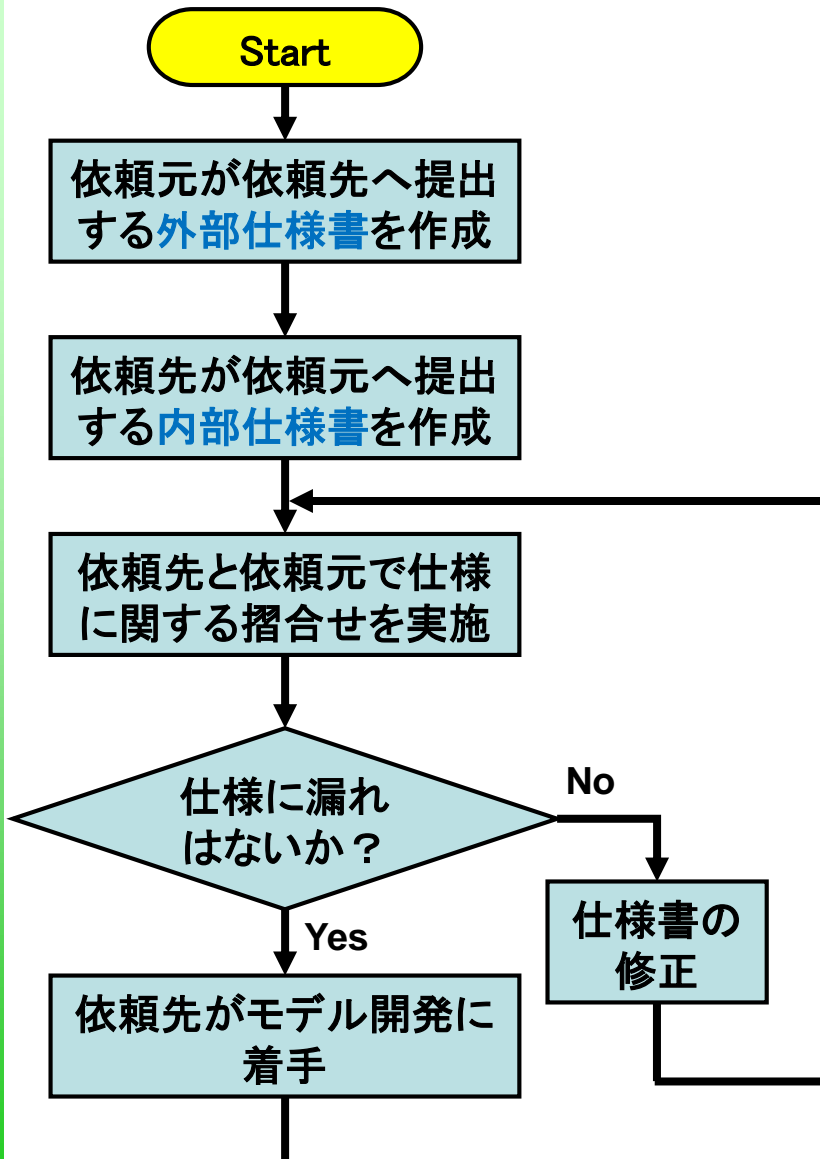 Start
依頼元が依頼先へ提出
する外部仕様書を作成
依頼先が依頼元へ提出
する内部仕様書を作成
依頼先と依頼元で仕様
に関する摺合せを実施
仕様に漏れ
はないか？
No
仕様書の
修正
Yes
依頼先がモデル開発に
着手